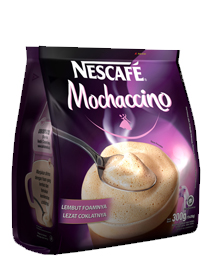 NESCAFÉ
Mochaccino
LEMBUT FOAMNYA
LEZAT COKLATNYA
300g